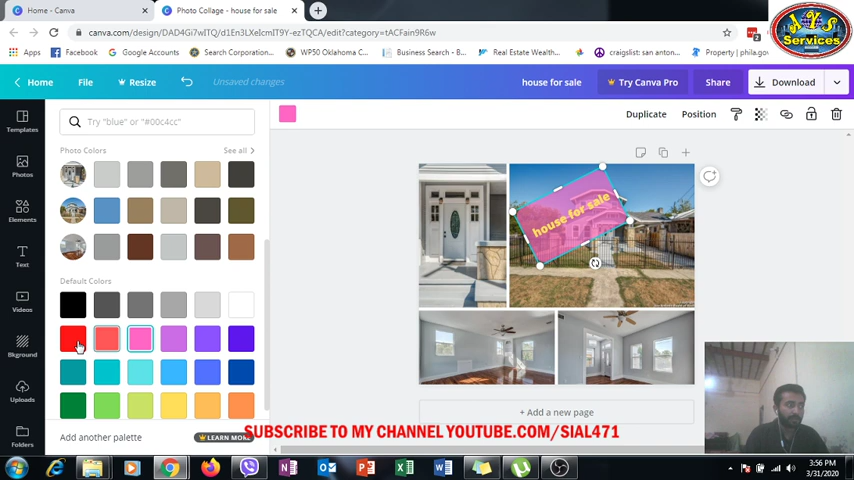 Home - Canva
Photo Collage - house for sale
JYS
Services
canva.com/design/DAD4Gi7wITQ/d1En3LXeIcmIT9Y-ezTQCA/edit?category=tACFain9R6w
Apps
Facebook
Google Accounts
Search Corporation...
WP50 Oklahoma C...
Business Search - B...
Real Estate Wealth...
craigslist: san anton...
Property | phila.gov
Home
File
Resize
Unsaved changes
house for sale
Try Canva Pro
Share
Download
Templates
Photos
Elements
Text
Videos
Bkground
Uploads
Folders
Try "blue" or "#00c4cc"
Photo Colors
See all
Default Colors
Add another palette
LEARN MORE
Duplicate
Position
house for sale
+ Add a new page
SUBSCRIBE TO MY CHANNEL YOUTUBE.COM/SIAL471
3:56 PM
3/31/2020